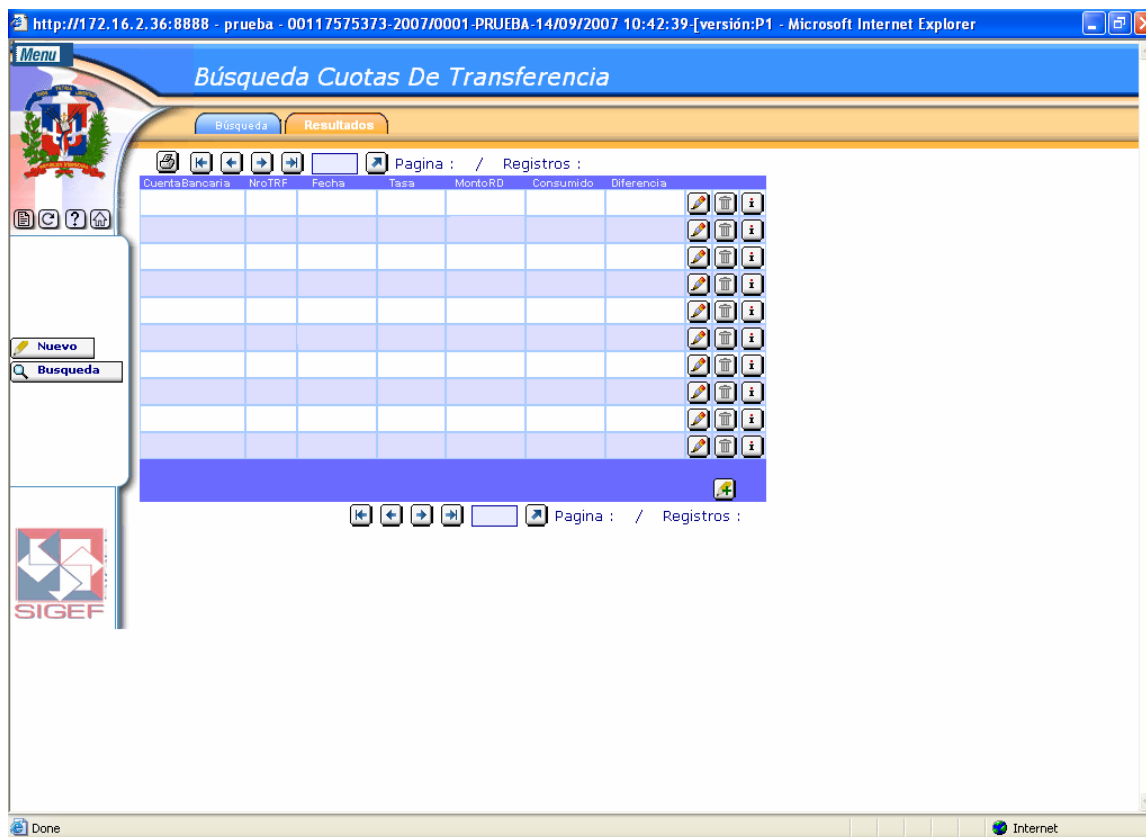 http://172.16.2.36:8888 - prueba - 00117575373-2007/0001-PRUEBA-14/09/2007 10:42:39-[versión:P1 - Microsoft Internet Explorer
Menu
Búsqueda Cuotas De Transferencia
Búsqueda Resultados
Pagina : / Registros :
CuentaBancaria NroTRF Fecha Tasa MontoRD Consumido Diferencia
Nuevo
Busqueda
Pagina : / Registros :
SIGEF
Done Internet